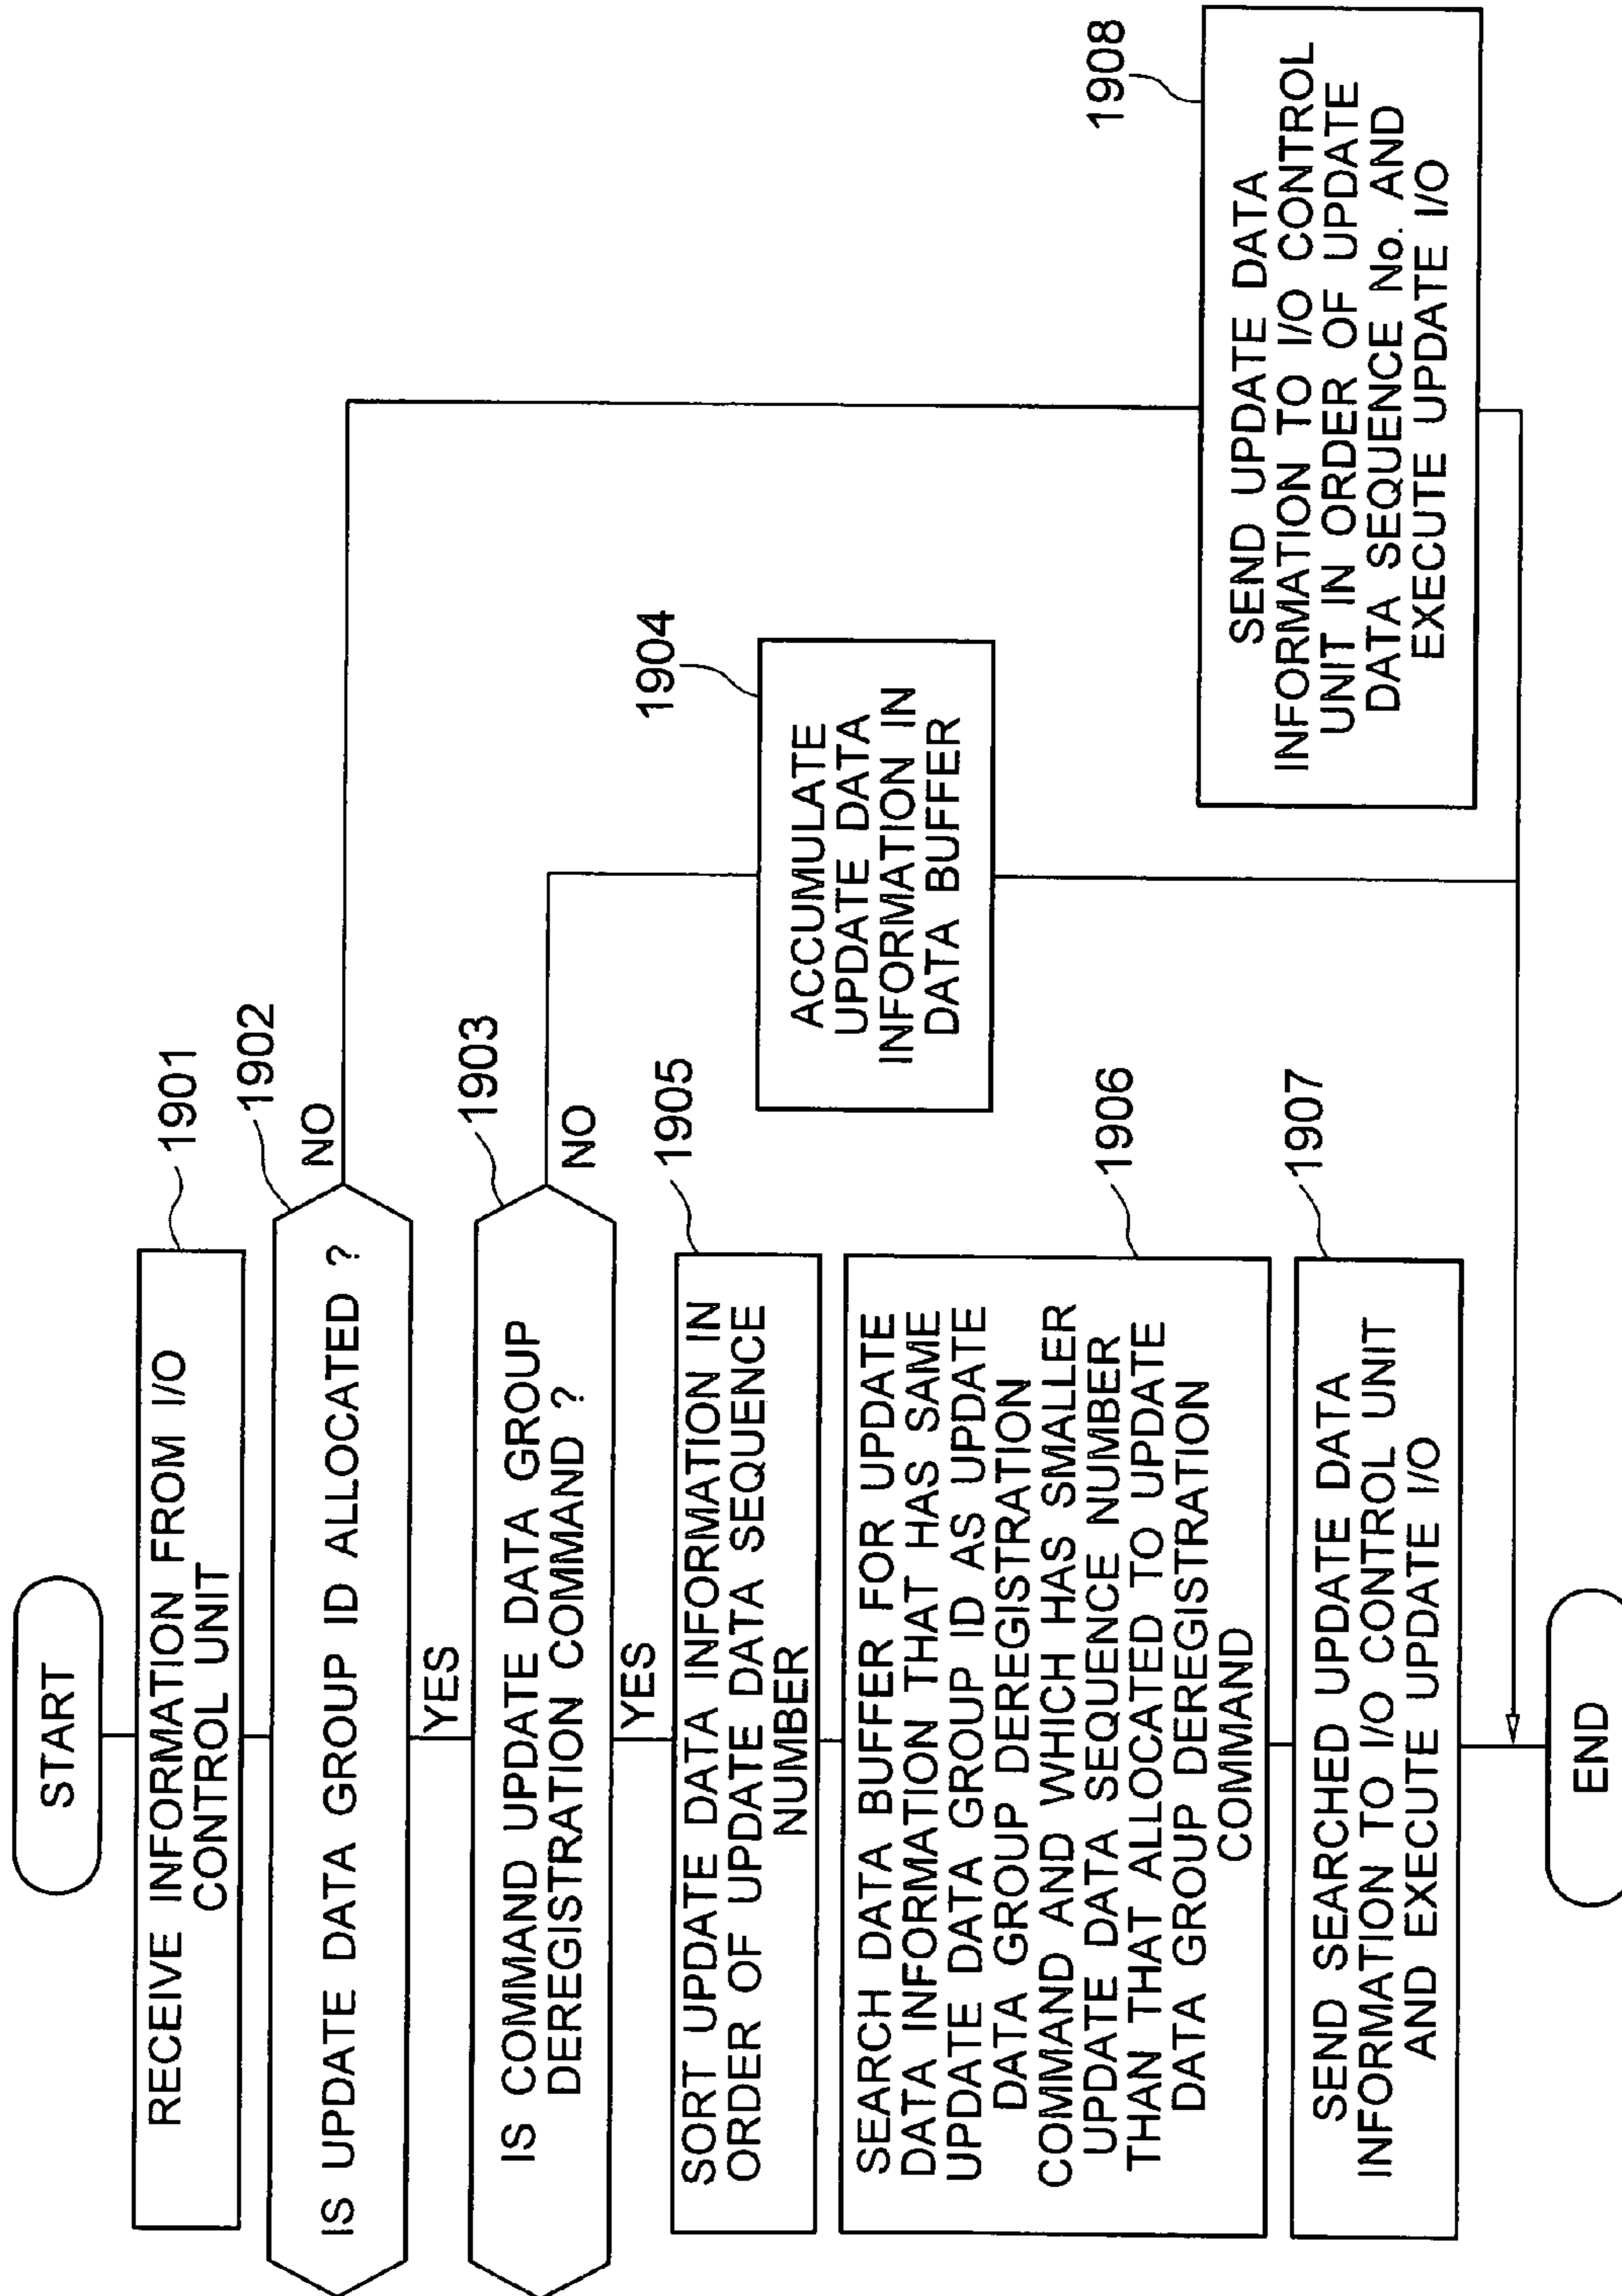 START
1901
RECEIVE INFORMATION FROM I/O
CONTROL UNIT
1902
IS UPDATE DATA GROUP ID ALLOCATED ?
NO
YES
1903
IS COMMAND UPDATE DATA GROUP
DEREGISTRATION COMMAND ?
NO
YES
1904
ACCUMULATE
UPDATE DATA
INFORMATION IN
DATA BUFFER
1905
SORT UPDATE DATA INFORMATION IN
ORDER OF UPDATE DATA SEQUENCE
NUMBER
1906
SEARCH DATA BUFFER FOR UPDATE
DATA INFORMATION THAT HAS SAME
UPDATE DATA GROUP ID AS UPDATE
DATA GROUP DEREGISTRATION
COMMAND AND WHICH HAS SMALLER
UPDATE DATA SEQUENCE NUMBER
THAN THAT ALLOCATED TO UPDATE
DATA GROUP DEREGISTRATION
COMMAND
1907
SEND SEARCHED UPDATE DATA
INFORMATION TO I/O CONTROL UNIT
AND EXECUTE UPDATE I/O
1908
SEND UPDATE DATA
INFORMATION TO I/O CONTROL
UNIT IN ORDER OF UPDATE
DATA SEQUENCE No. AND
EXECUTE UPDATE I/O
END